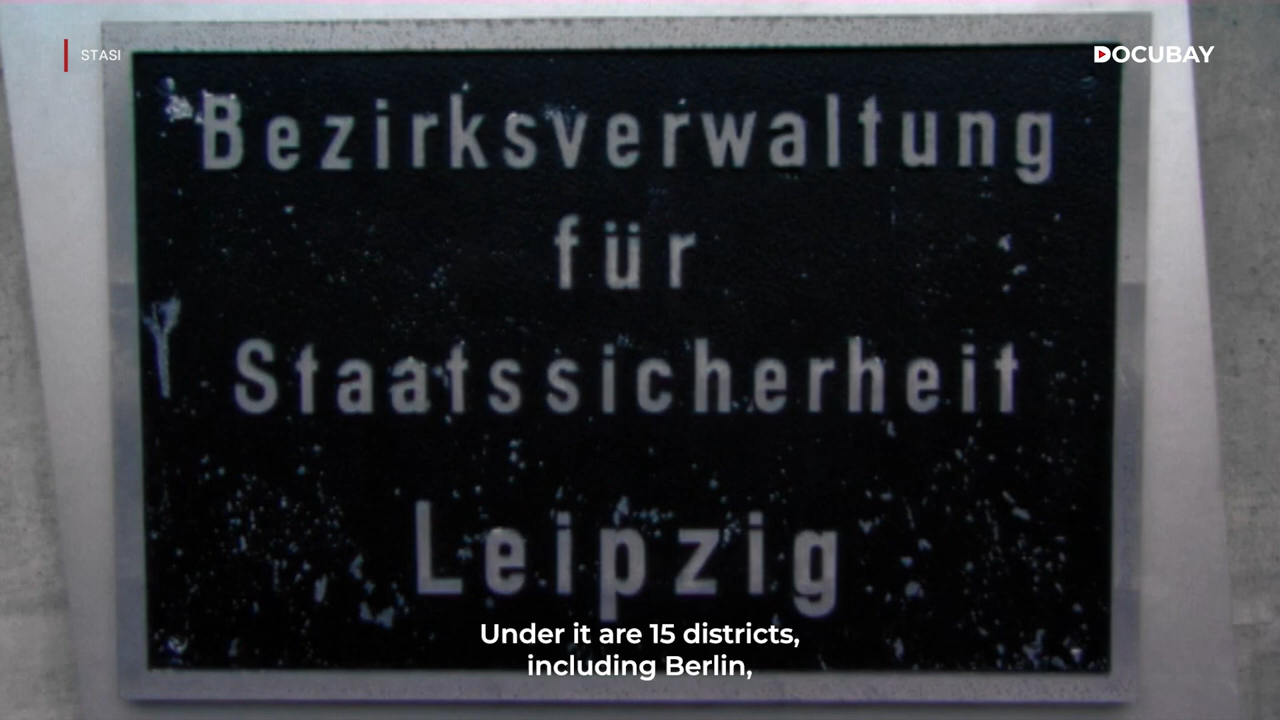 STASI
DOCUBAY
Bezirksverwaltung
für
Staatssicherheit
Leipzig
Under it are 15 districts,
including Berlin,